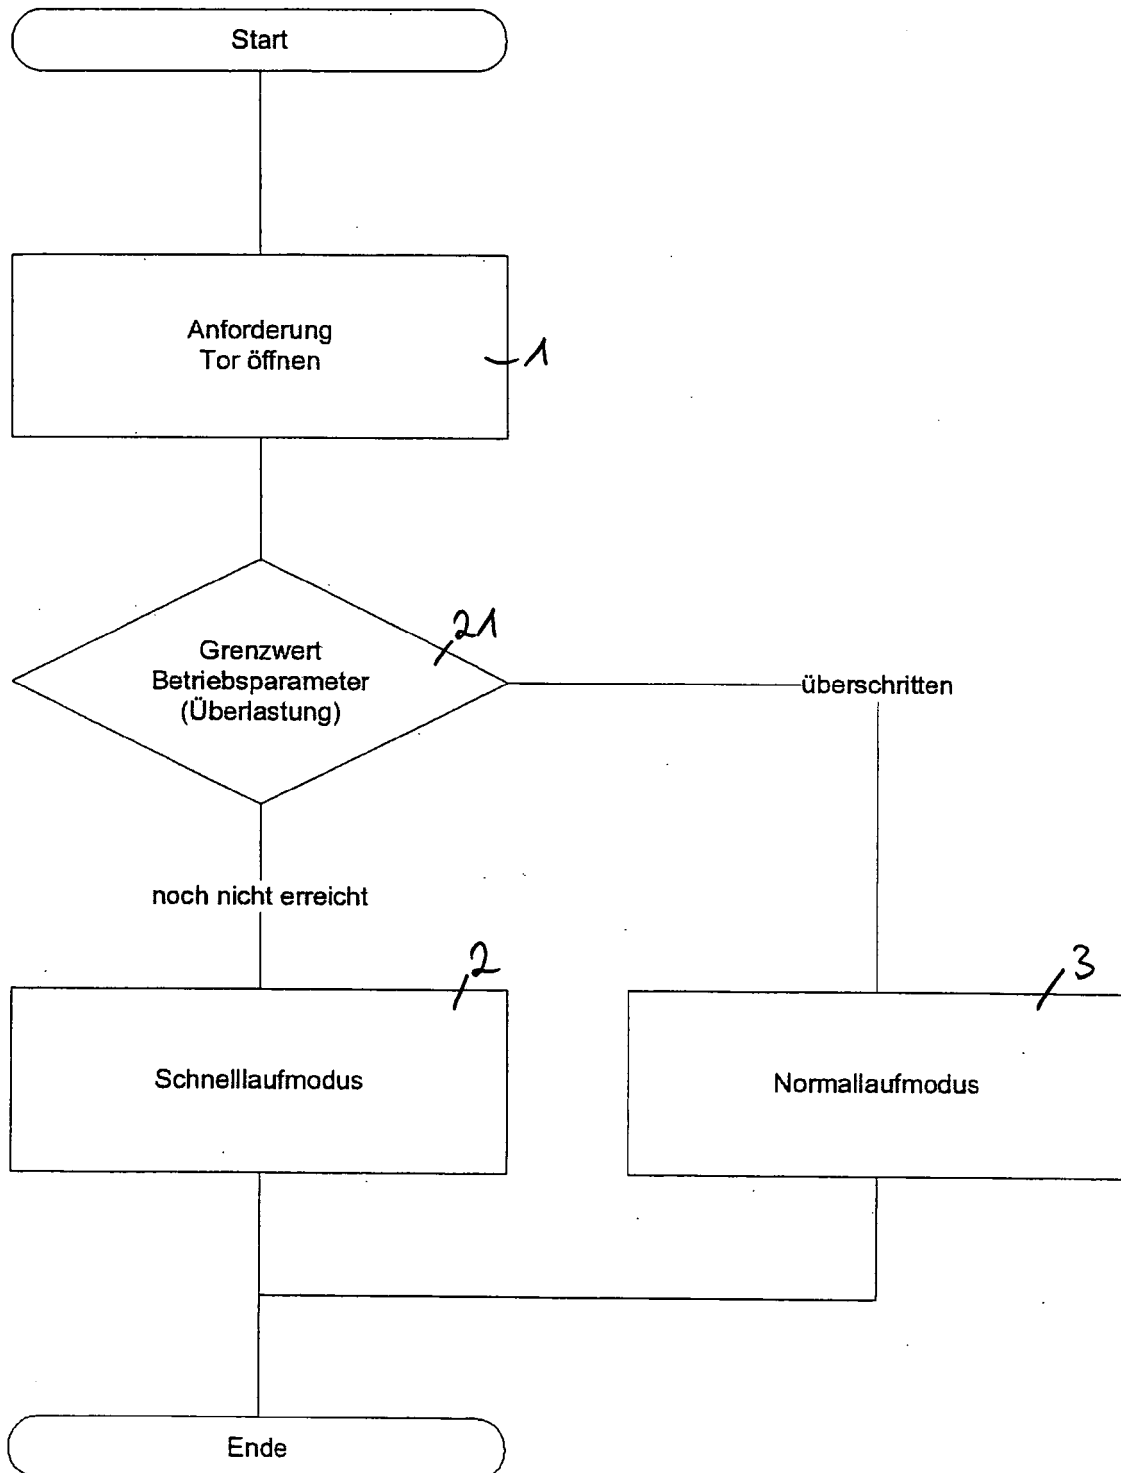 Start
Anforderung
Tor öffnen
1
21
Grenzwert
Betriebsparameter
(Überlastung)
überschritten
noch nicht erreicht
2
3
Schnelllaufmodus
Normallaufmodus
Ende